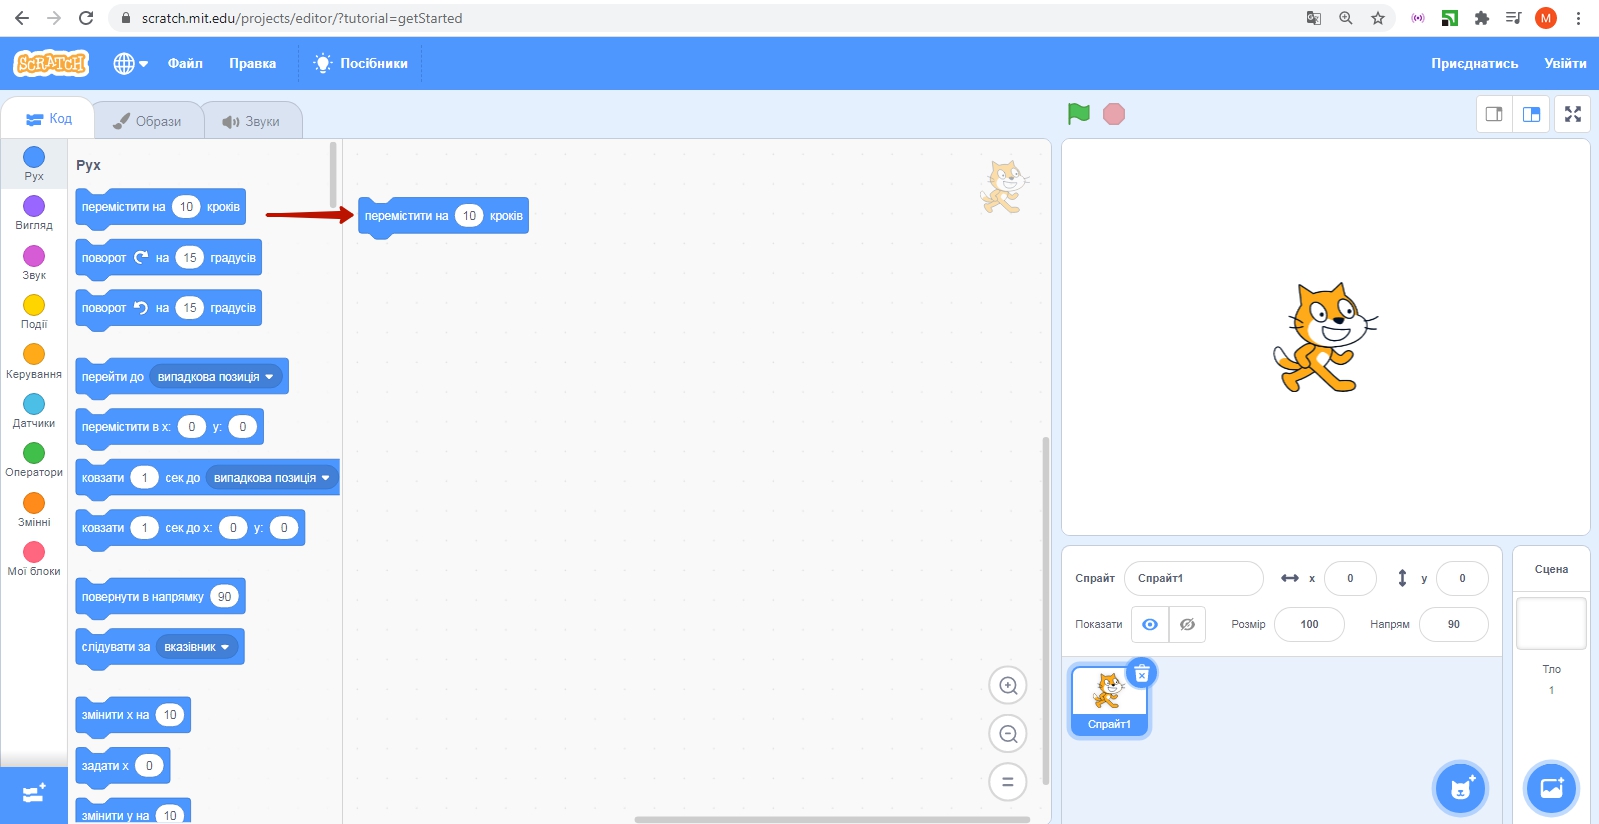 scratch.mit.edu/projects/editor/?tutorial=getStarted
M
SCRATCH
Файл
Правка
Посібники
Приєднатись
Увійти
Код
Образи
Звуки
Рух
Вигляд
Звук
Події
Керування
Датчики
Оператори
Змінні
Мої блоки
Рух
перемістити на 10 кроків
поворот на 15 градусів
поворот на 15 градусів
перейти до випадкова позиція
перемістити в x: 0 y: 0
ковзати 1 сек до випадкова позиція
ковзати 1 сек до x: 0 y: 0
повернути в напрямку 90
слідувати за вказівник
змінити x на 10
задати x 0
змінити y на 10
перемістити на 10 кроків
Спрайт Спрайт1 x 0 y 0
Показати Розмір 100 Напрям 90
Спрайт1
Сцена
Тло
1